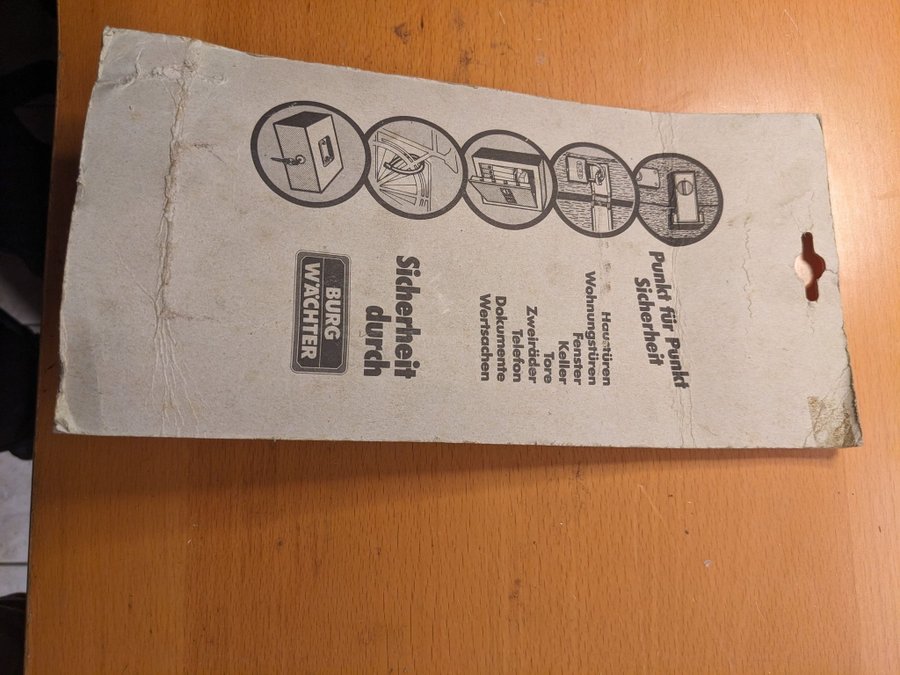 Punkt für Punkt
Sicherheit
Haustüren
Wohnungstüren
Fenster
Keller
Tore
Zweiräder
Telefon
Dokumente
Wertsachen
Sicherheit
durch
BURG
WÄCHTER